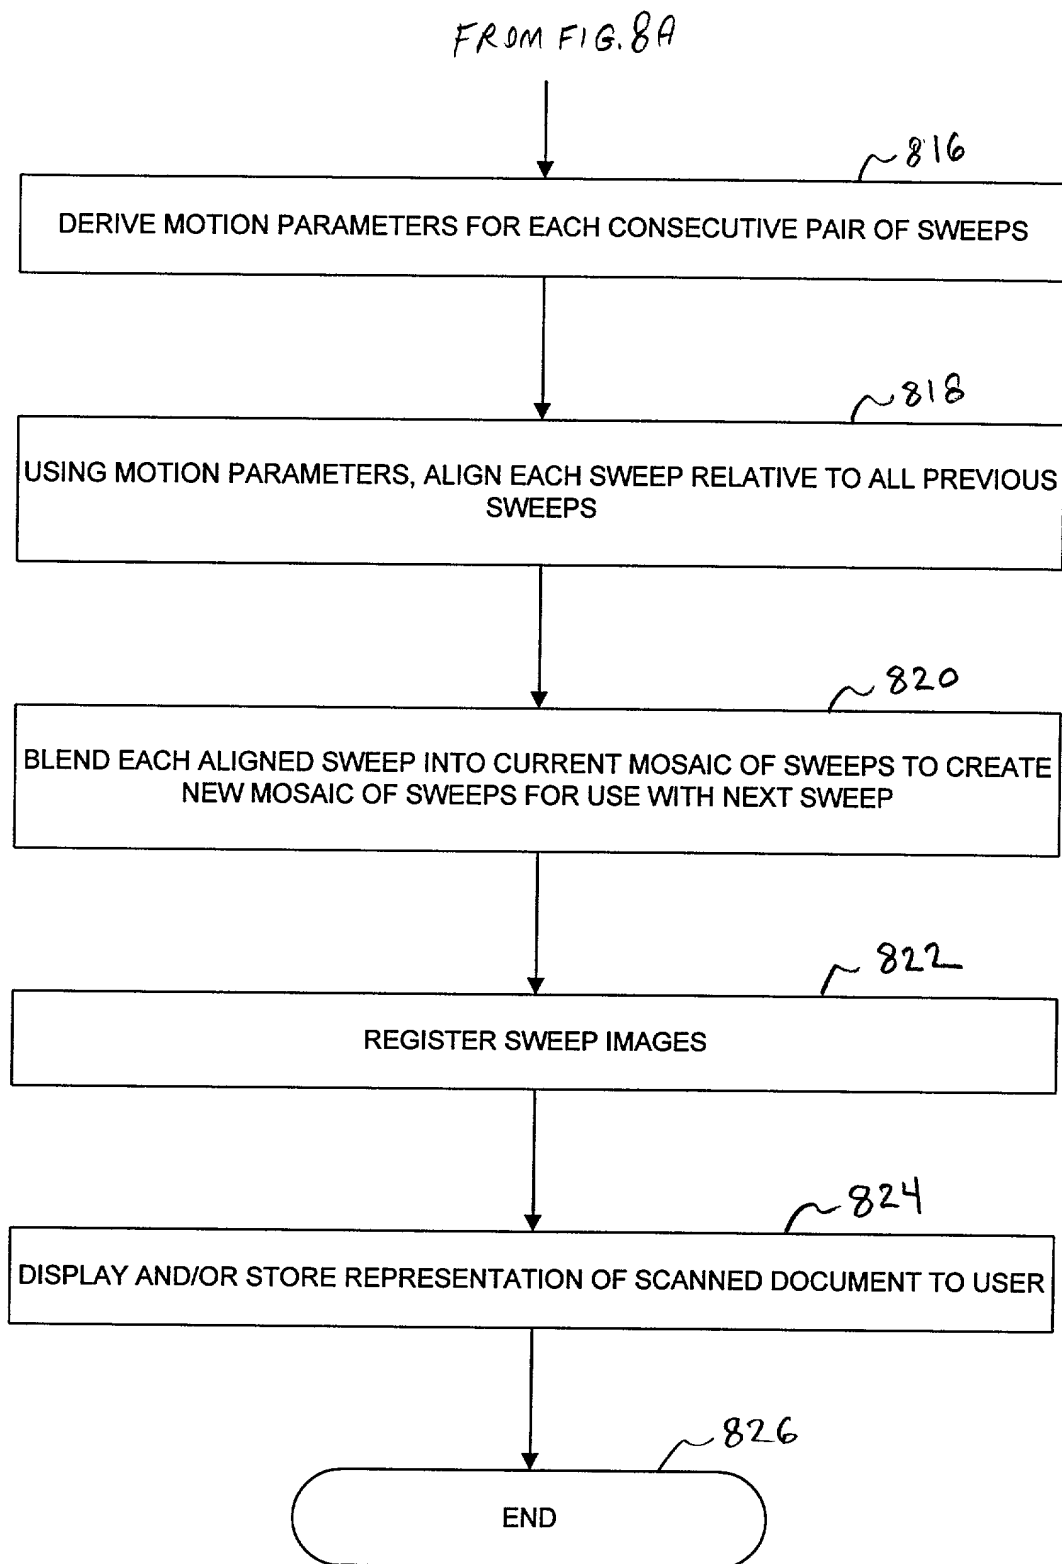 FROM FIG. 8A
816
DERIVE MOTION PARAMETERS FOR EACH CONSECUTIVE PAIR OF SWEEPS
818
USING MOTION PARAMETERS, ALIGN EACH SWEEP RELATIVE TO ALL PREVIOUS
SWEEPS
820
BLEND EACH ALIGNED SWEEP INTO CURRENT MOSAIC OF SWEEPS TO CREATE
NEW MOSAIC OF SWEEPS FOR USE WITH NEXT SWEEP
822
REGISTER SWEEP IMAGES
824
DISPLAY AND/OR STORE REPRESENTATION OF SCANNED DOCUMENT TO USER
826
END